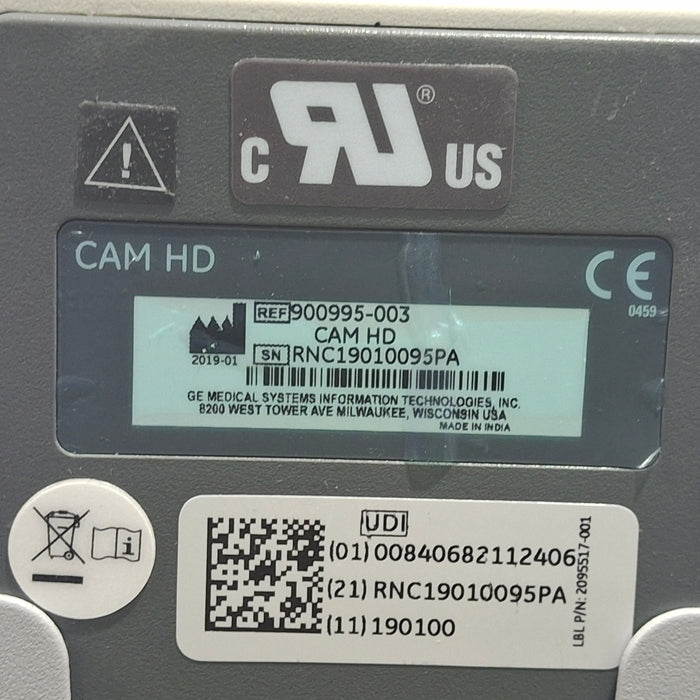 C RU® US
CAM HD
CE
0459
REF 900995-003
CAM HD
2019-01
SN RNC19010095PA
GE MEDICAL SYSTEMS INFORMATION TECHNOLOGIES, INC.
8200 WEST TOWER AVE MILWAUKEE, WISCONSIN USA
MADE IN INDIA
UDI
(01) 00840682112406
(21) RNC19010095PA
(11) 190100
LBL P/N: 2095517-001